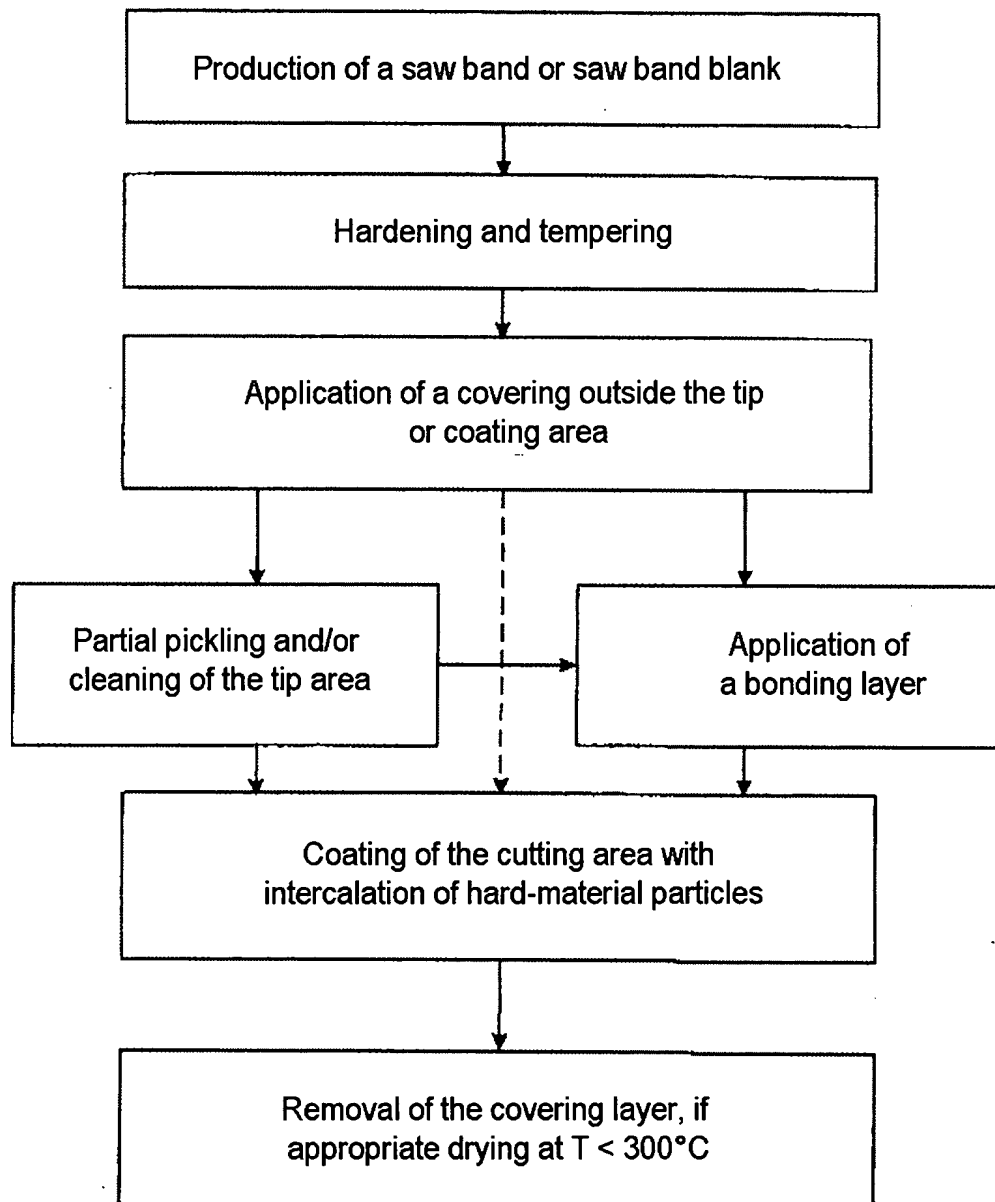 Production of a saw band or saw band blank
Hardening and tempering
Application of a covering outside the tip
or coating area
Partial pickling and/or
cleaning of the tip area
Application of
a bonding layer
Coating of the cutting area with
intercalation of hard-material particles
Removal of the covering layer, if
appropriate drying at T < 300°C